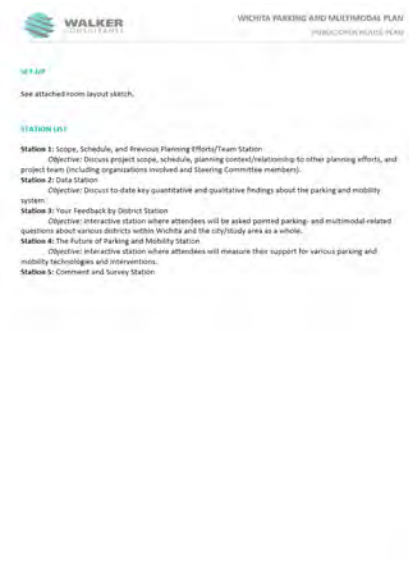 WALKER
CONSULTANTS
WICHITA PARKING AND MULTIMODAL PLAN
PUBLIC OPEN HOUSE PLAN
SET-UP
See attached room layout sketch.
STATION LIST
Station 1: Scope, Schedule, and Previous Planning Efforts/Team Station
Objective: Discuss project scope, schedule, planning context/relationship to other planning efforts, and
project team (including organizations involved and Steering Committee members).
Station 2: Data Station
Objective: Discuss to-date key quantitative and qualitative findings about the parking and mobility
system
Station 3: Your Feedback by District Station
Objective: Interactive station where attendees will be asked pointed parking- and multimodal-related
questions about various districts within Wichita and the city/study area as a whole.
Station 4: The Future of Parking and Mobility Station
Objective: Interactive station where attendees will measure their support for various parking and
mobility technologies and interventions.
Station 5: Comment and Survey Station